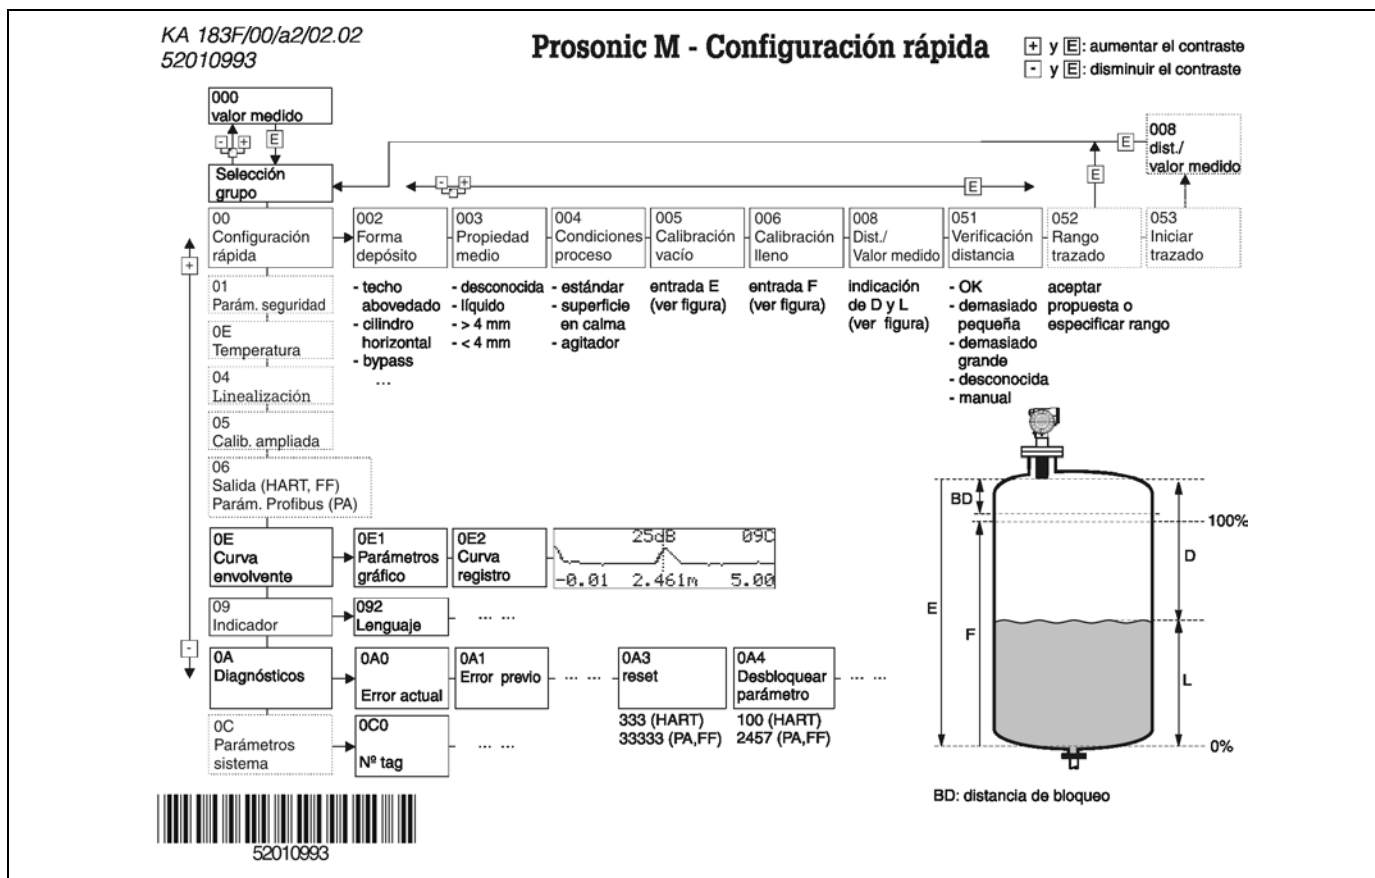 KA 183F/00/a2/02.02
52010993
Prosonic M - Configuración rápida
+ y E: aumentar el contraste
- y E: disminuir el contraste
000
valor medido
- +
E
Selección
grupo
- +
E
E
E
008
dist./
valor medido
00
Configuración
rápida
002
Forma
depósito
003
Propiedad
medio
004
Condiciones
proceso
005
Calibración
vacío
006
Calibración
lleno
008
Dist./
Valor medido
051
Verificación
distancia
052
Rango
trazado
053
Iniciar
trazado
- techo
abovedado
- cilindro
horizontal
- bypass
...
- desconocida
- líquido
- > 4 mm
- < 4 mm
- estándar
- superficie
en calma
- agitador
entrada E
(ver figura)
entrada F
(ver figura)
indicación
de D y L
(ver figura)
- OK
- demasiado
pequeña
- demasiado
grande
- desconocida
- manual
aceptar
propuesta o
especificar rango
+
01
Parám. seguridad
0E
Temperatura
04
Linealización
05
Calib. ampliada
06
Salida (HART, FF)
Parám. Profibus (PA)
0E
Curva
envolvente
0E1
Parámetros
gráfico
0E2
Curva
registro
25dB 09C
-0.01 2.461m 5.00
09
Indicador
092
Lenguaje
... ...
-
0A
Diagnósticos
0A0
Error actual
0A1
Error previo
... ...
0A3
reset
0A4
Desbloquear
parámetro
... ...
333 (HART)
33333 (PA,FF)
100 (HART)
2457 (PA,FF)
0C
Parámetros
sistema
0C0
Nº tag
... ...
BD
100%
D
E
F
L
0%
BD: distancia de bloqueo
52010993